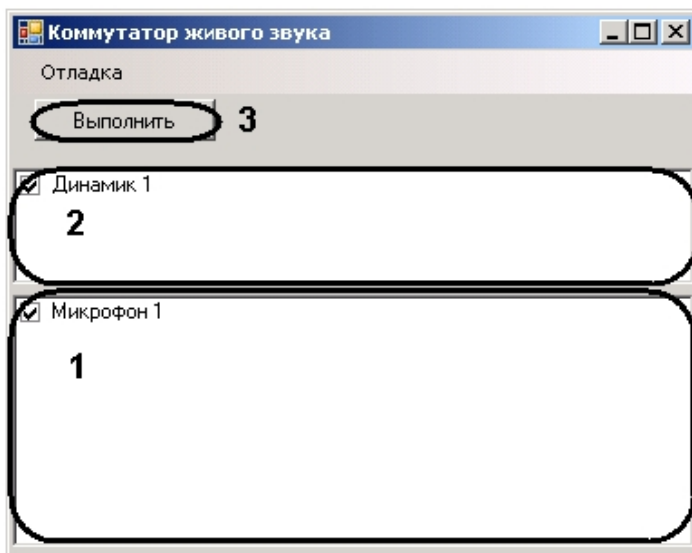 Коммутатор живого звука
Отладка
Выполнить 3
Динамик 1
2
Микрофон 1
1